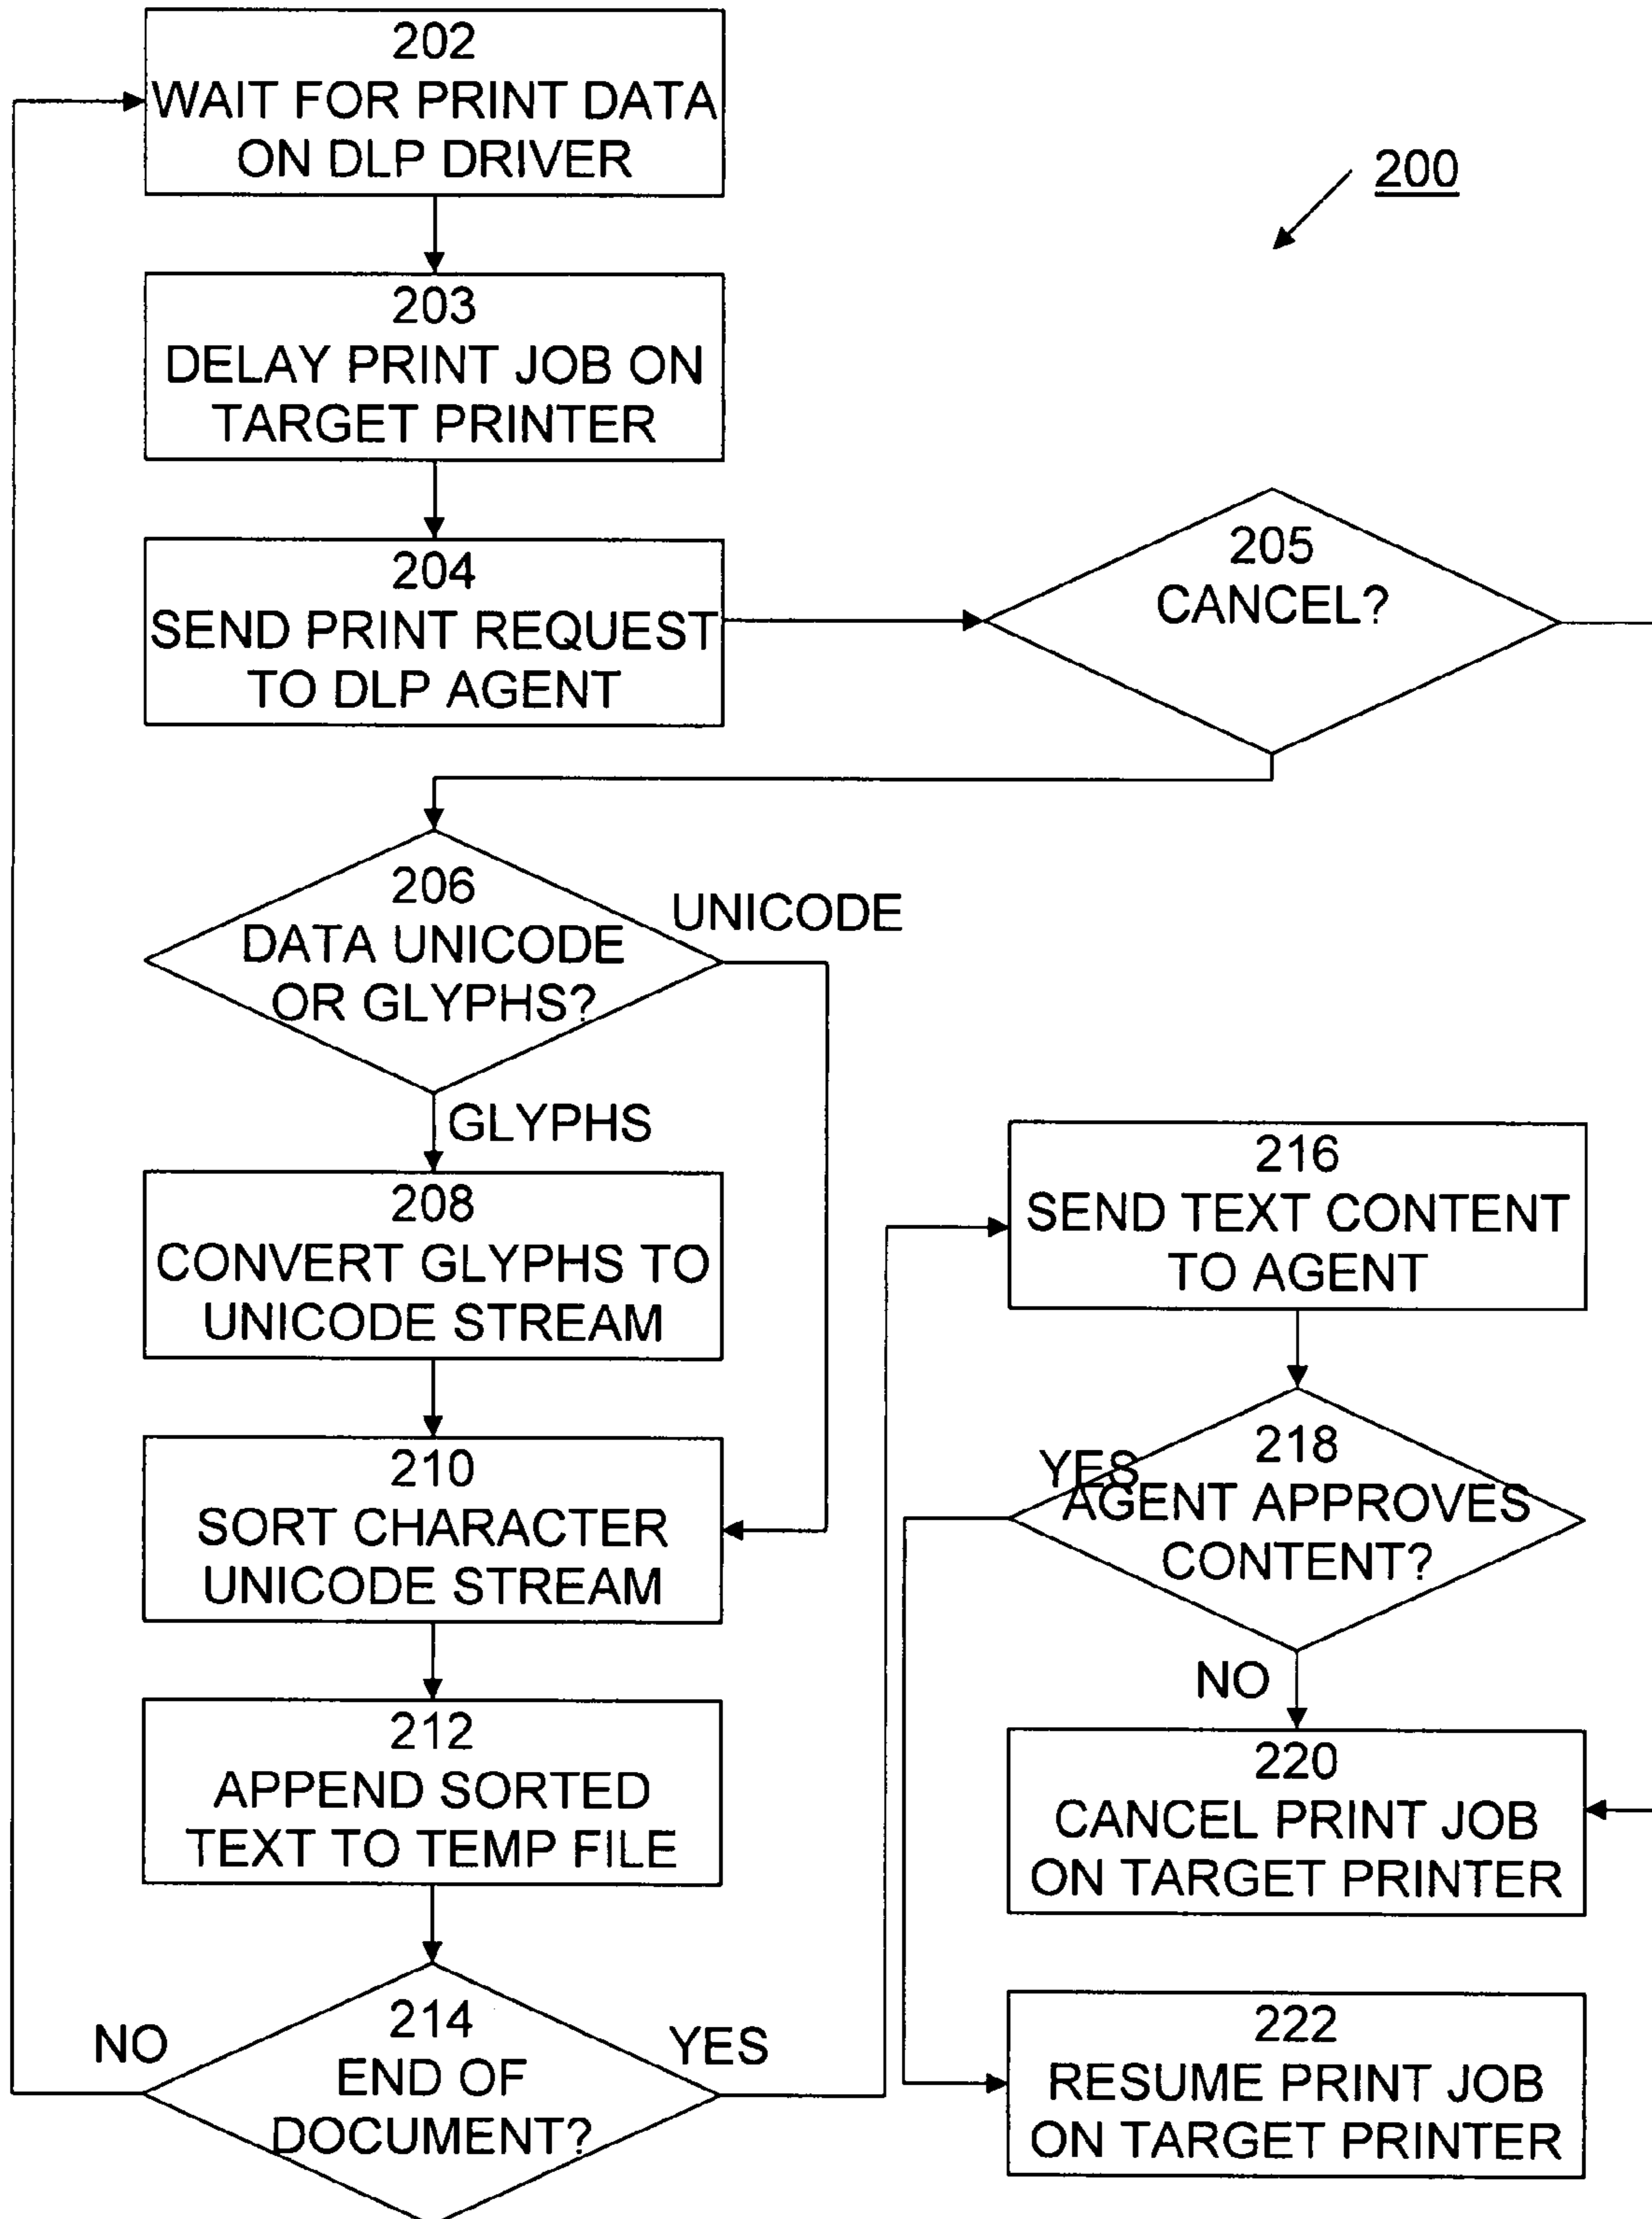 202
WAIT FOR PRINT DATA
ON DLP DRIVER
200
203
DELAY PRINT JOB ON
TARGET PRINTER
204
SEND PRINT REQUEST
TO DLP AGENT
205
CANCEL?
206
DATA UNICODE
OR GLYPHS?
UNICODE
GLYPHS
208
CONVERT GLYPHS TO
UNICODE STREAM
210
SORT CHARACTER
UNICODE STREAM
212
APPEND SORTED
TEXT TO TEMP FILE
214
END OF
DOCUMENT?
NO
YES
216
SEND TEXT CONTENT
TO AGENT
218
AGENT APPROVES
CONTENT?
YES
NO
220
CANCEL PRINT JOB
ON TARGET PRINTER
222
RESUME PRINT JOB
ON TARGET PRINTER